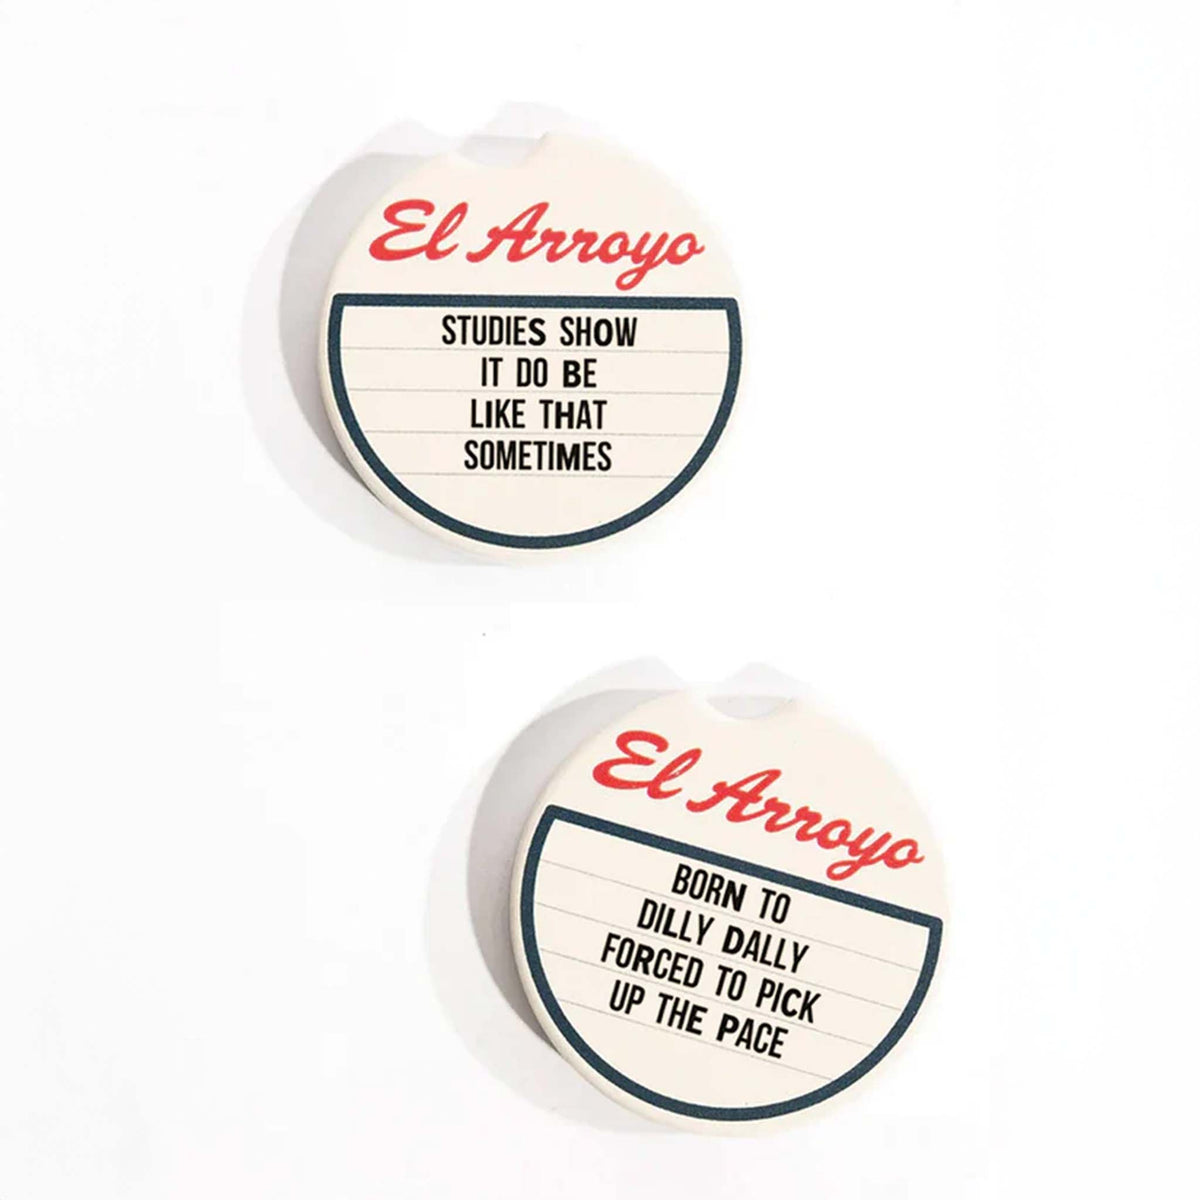 El Arroyo
STUDIES SHOW
IT DO BE
LIKE THAT
SOMETIMES
El Arroyo
BORN TO
DILLY DALLY
FORCED TO PICK
UP THE PACE